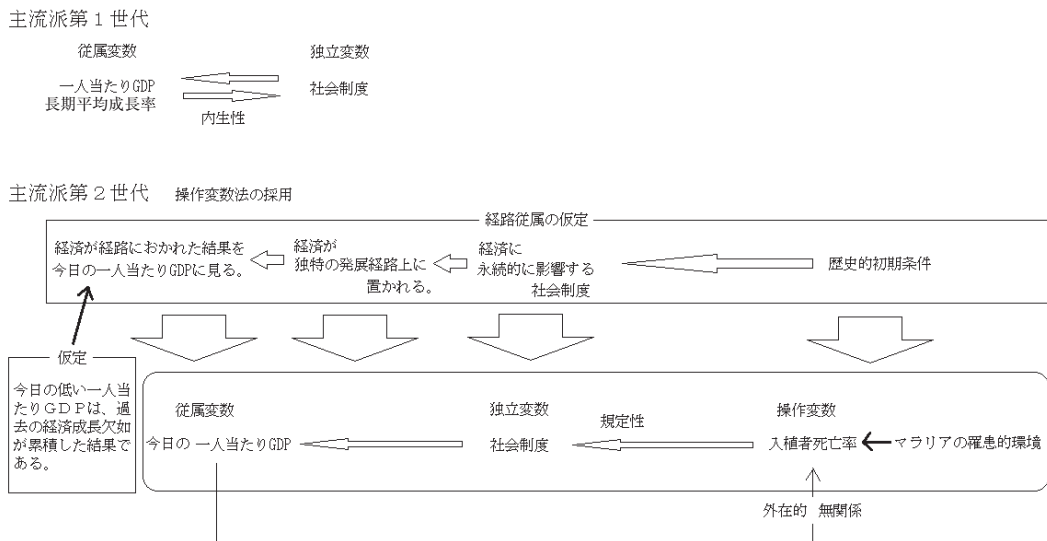 主流派第1世代
従属変数
独立変数
一人当たりGDP
長期平均成長率
社会制度
内生性
主流派第2世代 操作変数法の採用
経路従属の仮定
経済が経路におかれた結果を
今日の一人当たりGDPに見る。
経済が
独特の発展経路上に
置かれる。
経済に
永続的に影響する
社会制度
歴史的初期条件
仮定
今日の低い一人当
たりGDPは、過
去の経済成長欠如
が累積した結果で
ある。
従属変数
独立変数
操作変数
規定性
今日の 一人当たりGDP
社会制度
入植者死亡率
マラリアの罹患的環境
外在的 無関係